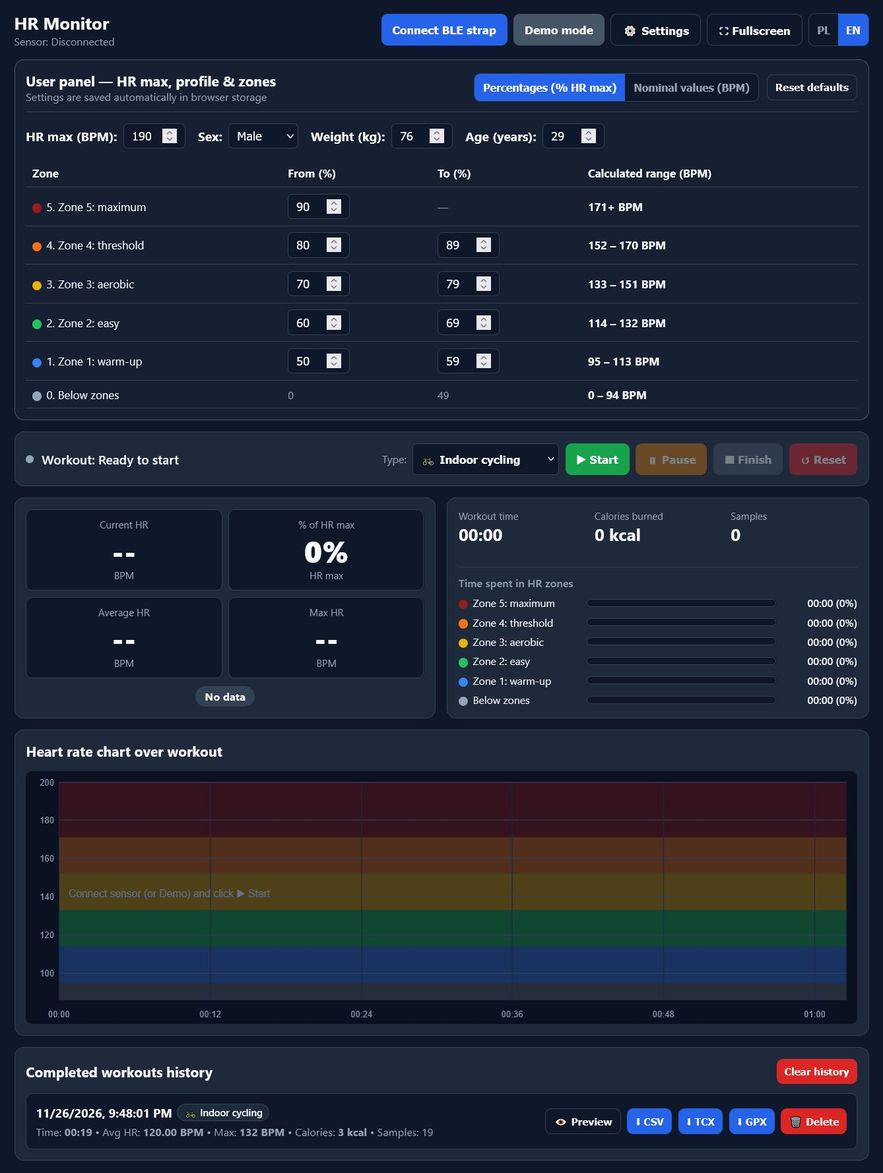 HR Monitor
Sensor: Disconnected
Connect BLE strap
Demo mode
⚙ Settings
⛶ Fullscreen
PL EN
User panel — HR max, profile & zones
Settings are saved automatically in browser storage
Percentages (% HR max) Nominal values (BPM)
Reset defaults
HR max (BPM): 190 Sex: Male Weight (kg): 76 Age (years): 29
Zone From (%) To (%) Calculated range (BPM)
5. Zone 5: maximum 90 — 171+ BPM
4. Zone 4: threshold 80 89 152 – 170 BPM
3. Zone 3: aerobic 70 79 133 – 151 BPM
2. Zone 2: easy 60 69 114 – 132 BPM
1. Zone 1: warm-up 50 59 95 – 113 BPM
0. Below zones 0 49 0 – 94 BPM
Workout: Ready to start
Type: 🚲 Indoor cycling
▶ Start
⏸ Pause
⏹ Finish
↺ Reset
Current HR
--
BPM
% of HR max
0%
HR max
Average HR
--
BPM
Max HR
--
BPM
No data
Workout time Calories burned Samples
00:00 0 kcal 0
Time spent in HR zones
Zone 5: maximum 00:00 (0%)
Zone 4: threshold 00:00 (0%)
Zone 3: aerobic 00:00 (0%)
Zone 2: easy 00:00 (0%)
Zone 1: warm-up 00:00 (0%)
Below zones 00:00 (0%)
Heart rate chart over workout
200
180
160
140
120
100
Connect sensor (or Demo) and click ▶ Start
00:00 00:12 00:24 00:36 00:48 01:00
Completed workouts history
Clear history
11/26/2026, 9:48:01 PM 🚲 Indoor cycling
Time: 00:19 • Avg HR: 120.00 BPM • Max: 132 BPM • Calories: 3 kcal • Samples: 19
👁 Preview
⬇ CSV
⬇ TCX
⬇ GPX
🗑 Delete